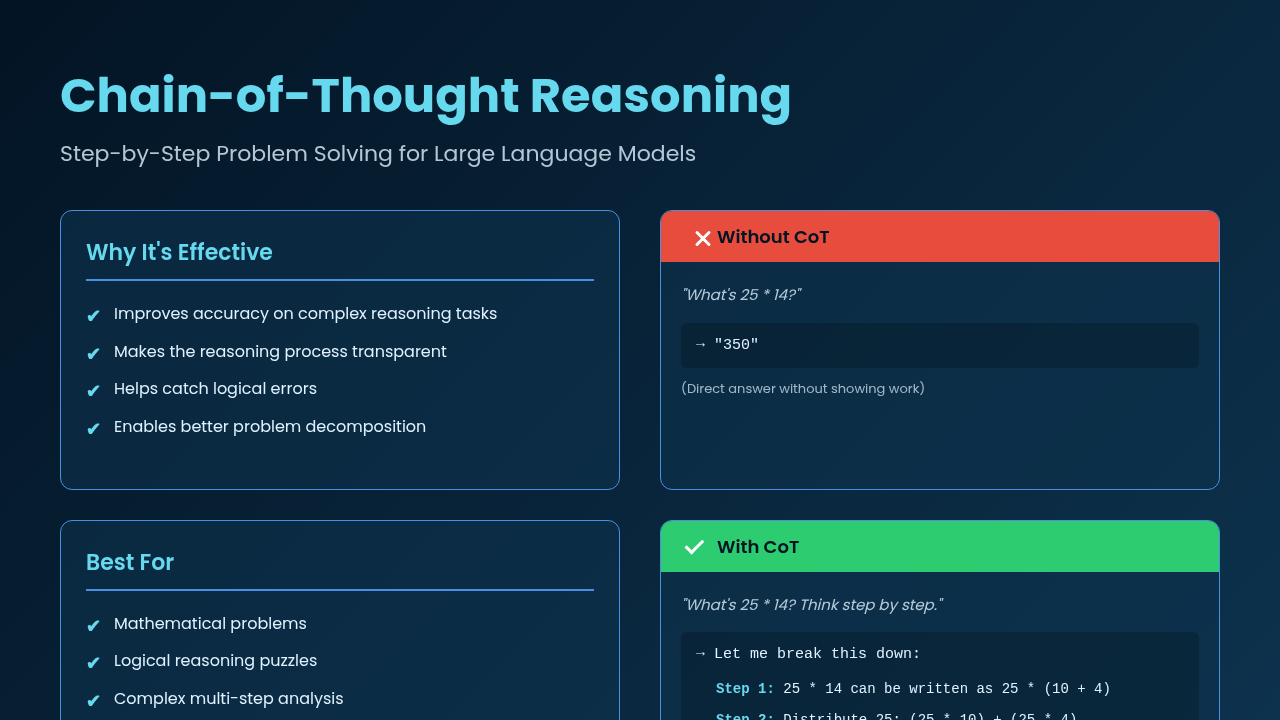 Chain-of-Thought Reasoning
Step-by-Step Problem Solving for Large Language Models
Why It's Effective
✔ Improves accuracy on complex reasoning tasks
✔ Makes the reasoning process transparent
✔ Helps catch logical errors
✔ Enables better problem decomposition
Without CoT
"What's 25 * 14?"
→ "350"
(Direct answer without showing work)
Best For
✔ Mathematical problems
✔ Logical reasoning puzzles
✔ Complex multi-step analysis
With CoT
"What's 25 * 14? Think step by step."
→ Let me break this down:
Step 1: 25 * 14 can be written as 25 * (10 + 4)
Step 2: Distribute 25: (25 * 10) + (25 * 4)